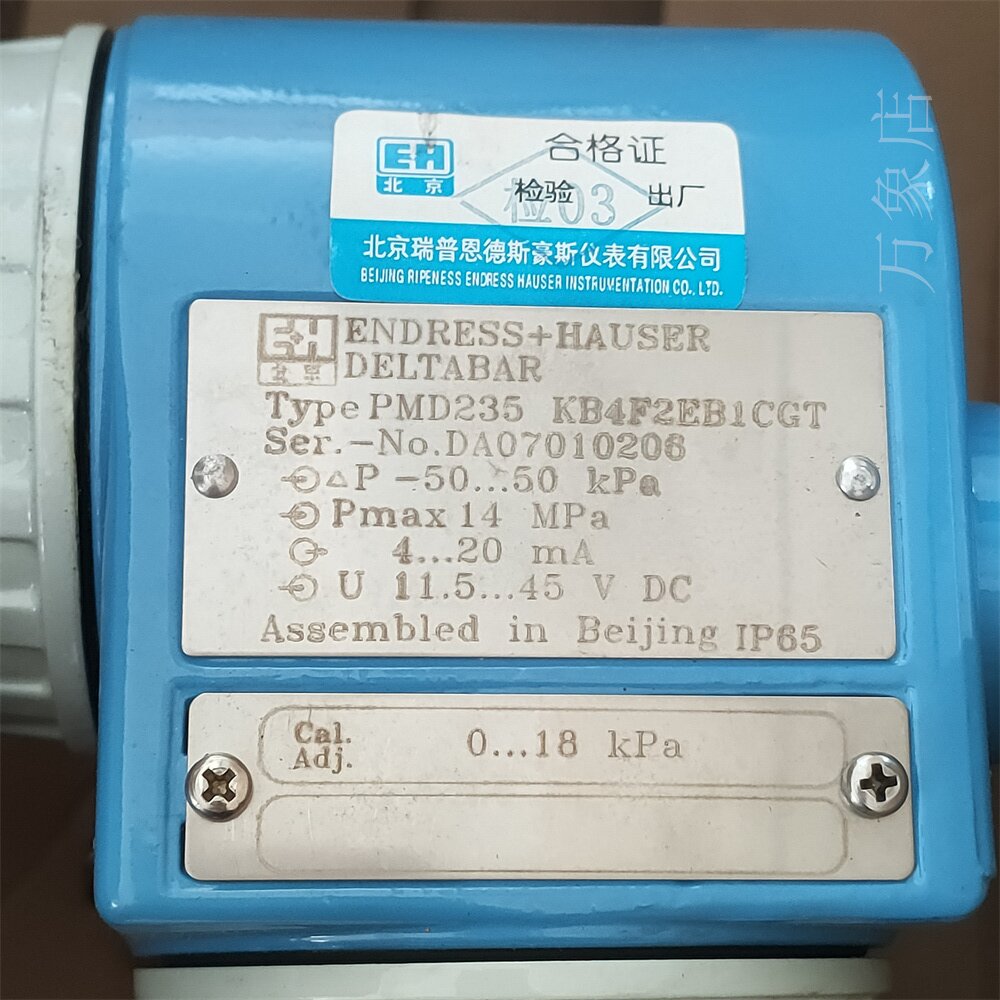 E+H 合格证
北京 检验 检03 出厂
北京瑞普恩德斯豪斯仪表有限公司
BEIJING RIPENESS ENDRESS HAUSER INSTRUMENTATION CO., LTD.
E+H ENDRESS+HAUSER
北京 DELTABAR
Type PMD235 KB4F2EB1CGT
Ser.-No.DA07010206
△P -50...50 kPa
Pmax 14 MPa
4...20 mA
U 11.5...45 V DC
Assembled in Beijing IP65
Cal. 0...18 kPa
Adj.
万象店